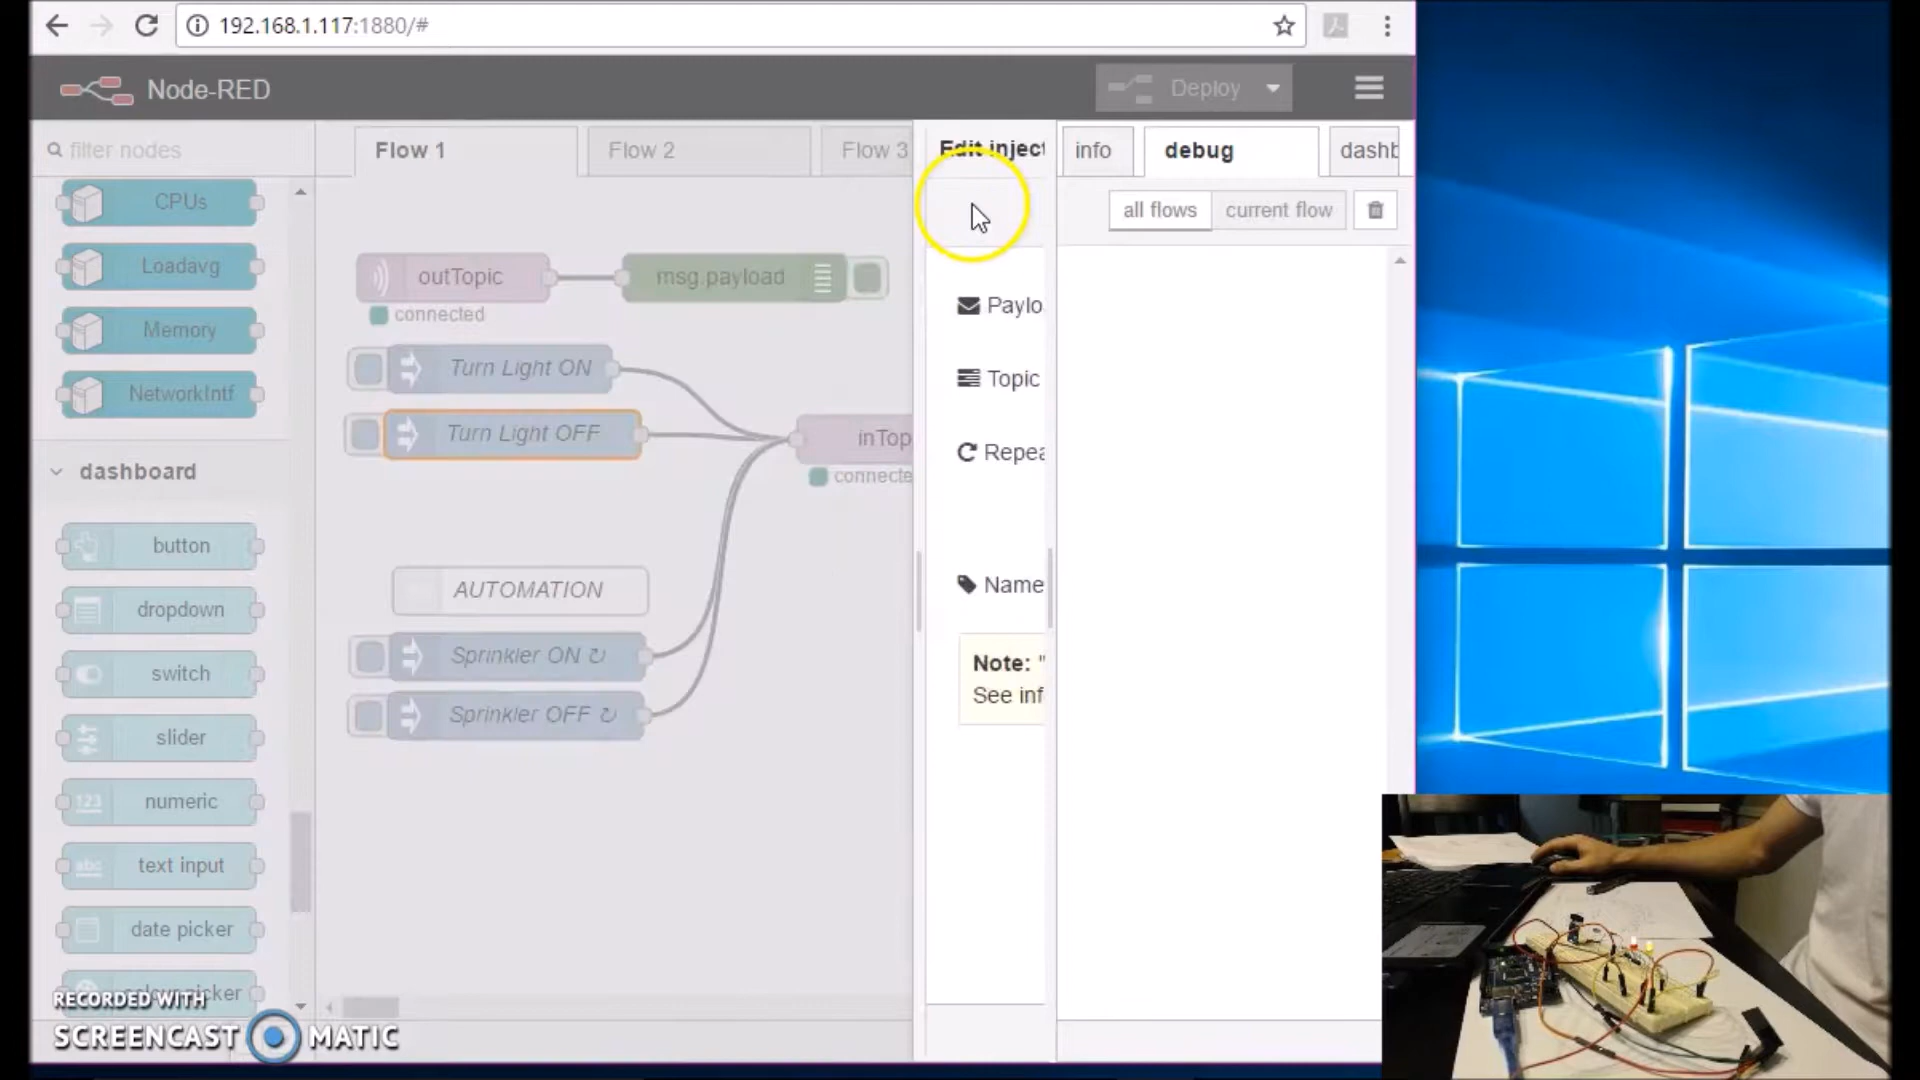 192.168.1.117:1880/#
Node-RED
Deploy
filter nodes
Flow 1
Flow 2
Flow 3
Edit inject
info
debug
dashb
all flows
current flow
CPUs
Loadavg
Memory
NetworkIntf
dashboard
button
dropdown
switch
slider
123
numeric
abc
text input
date picker
outTopic
msg.payload
connected
Turn Light ON
Turn Light OFF
inTop
connecte
AUTOMATION
Sprinkler ON ↻
Sprinkler OFF ↻
Paylo
Topic
Repea
Name
Note: "
See inf
RECORDED WITH
SCREENCAST MATIC